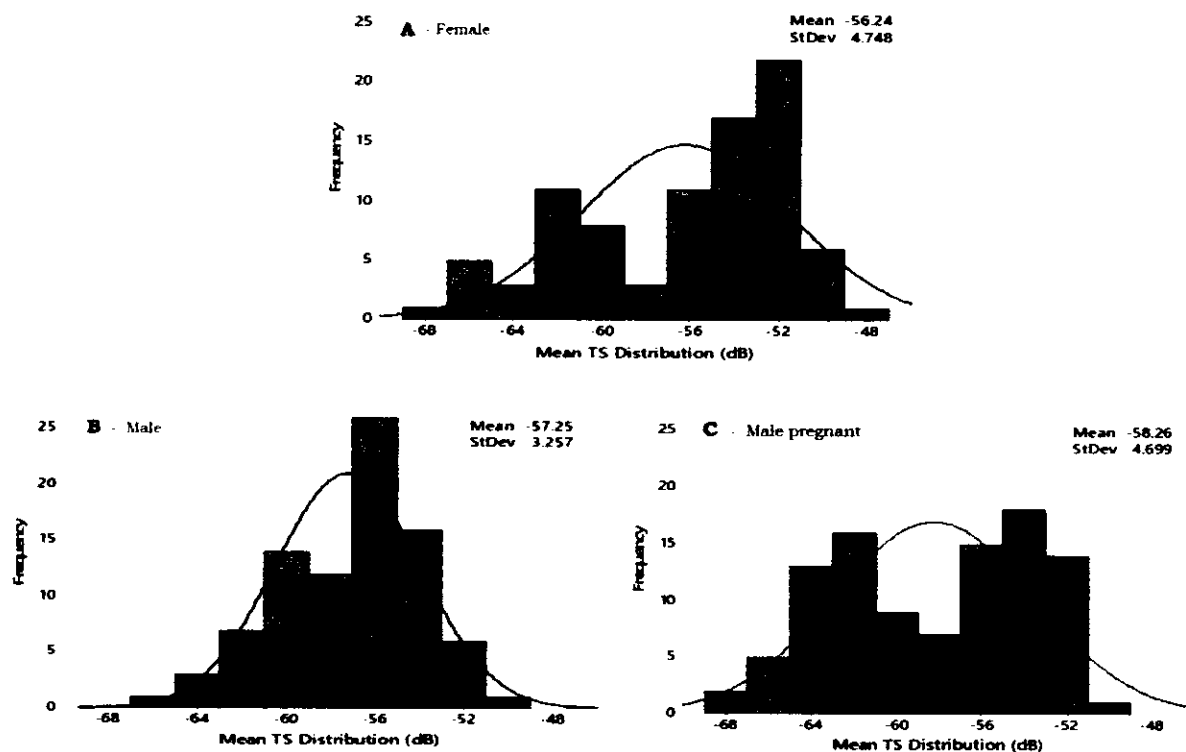 A - Female
Mean -56.24
StDev 4.748
25
20
15
10
5
0
Frequency
-68 -64 -60 -56 -52 -48
Mean TS Distribution (dB)
B - Male
Mean -57.25
StDev 3.257
25
20
15
10
5
0
Frequency
-68 -64 -60 -56 -52 -48
Mean TS Distribution (dB)
C - Male pregnant
Mean -58.26
StDev 4.699
25
20
15
10
5
0
Frequency
-68 -64 -60 -56 -52 -48
Mean TS Distribution (dB)